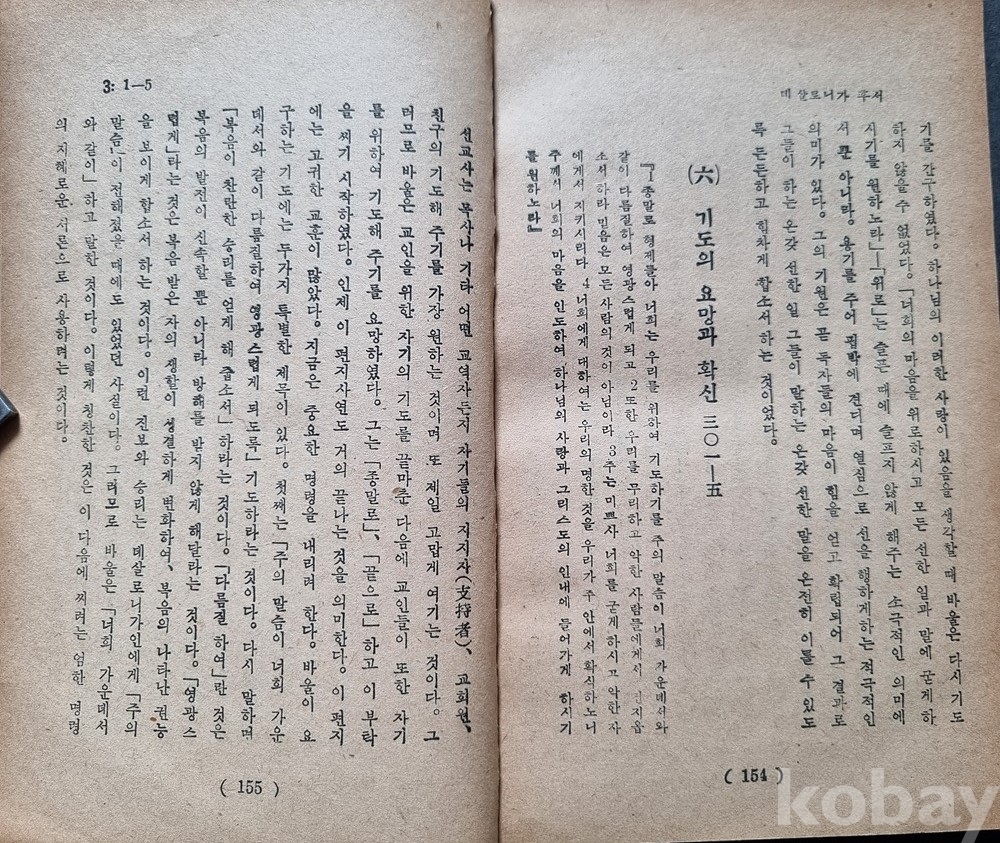 데살로니가 후서
기를 간구하였다. 하나님의 이러한 사랑이 있음을 생각할 때 바울은 다시 기도
하지 않을 수 없었다. 「너희의 마음을 위로하시고 모든 선한 일과 말에 굳게 하
시기를 원하노라」—「위로」는 슬픈 때에 슬프지 않게 해주는 소극적인 의미에
서 뿐 아니라, 용기를 주어 핍박에 견디며 열심으로 선을 행하게하는 적극적인
의미가 있다. 그의 기원은 곧 독자들의 마음이 힘을 얻고 확립되어 그 결과로
그들이 하는 온갖 선한 일 그들이 말하는 온갖 선한 말을 온전히 이룰 수 있도
록 든든하고 힘차게 합소서하는 것이었다.
(六) 기도의 요망과 확신 三〇一—五
『1 종말로 형제들아 너희는 우리를 위하여 기도하기를 주의 말슴이 너희 가운데서와
같이 다름질하여 영광스럽게 되고 2 또한 우리를 무리하고 악한 사람들에게서 건지옵
소서하라 믿음은 모든 사람의 것이 아님이라 3 주는 미쁘사 너희를 굳게하시고 악한자
에게서 지키시리라 4 너희에게 대하여는 우리의 명한것을 우리가 주 안에서 확신하노니
주께서 너희의 마음을 인도하여 하나님의 사랑과 그리스도의 인내에 들어가게 하시기
를 원하노라』
( 154 )
3: 1—5
선교사는 목사나 기타 어떤 교역자든지 자기들의 지지자(支持者)、 교회원、
친구의 기도해 주기를 가장 원하는 것이며 또 제일 고맙게 여기는 것이다. 그
러므로 바울은 교인을 위한 자기의 기도를 끝마춘 다음에 교인들이 또한 자기
를 위하여 기도해 주기를 요망하였다. 그는 「종말로」、「끝으로」하고 이 부탁
을 쩌기 시작하였다. 인제 이 편지사연도 거의 끝나는 것을 의미한다. 이 편지
에는 고귀한 교훈이 많았다. 지금은 중요한 명령을 내리려 한다. 바울이 요
구하는 기도에는 두가지 특별한 제목이 있다. 첫째는 「주의 말슴이 너희 가운
데서와 같이 다름질하여 영광스럽게 되도록」 기도하라는 것이다. 다시 말하며
「복음이 찬란한 승리를 얻게 해 줍소서」 하라는 것이다. 「다름질 하여」란 것은
복음의 발전이 신속할 뿐 아니라 방해를 받지 않게 해달라는 것이다. 「영광스
럽게」타는 것은 복음 받은 자의 생활이 성결하게 변화하여、 복음의 나타난 권능
을 보이게 합소서 하는 것이다. 이런 진보와 승리는 데살로니가인에게 「주의
말슴」이 전해졌을 때에도 있었던 사실이다. 그러므로 바울은 「너희 가운데서
와 같이」 하고 말한 것이다. 이렇게 칭찬한 것은 이 다음에 쩌려는 엄한 명령
의 지혜로운 서론으로 사용하려는 것이다.
( 155 )
kobay